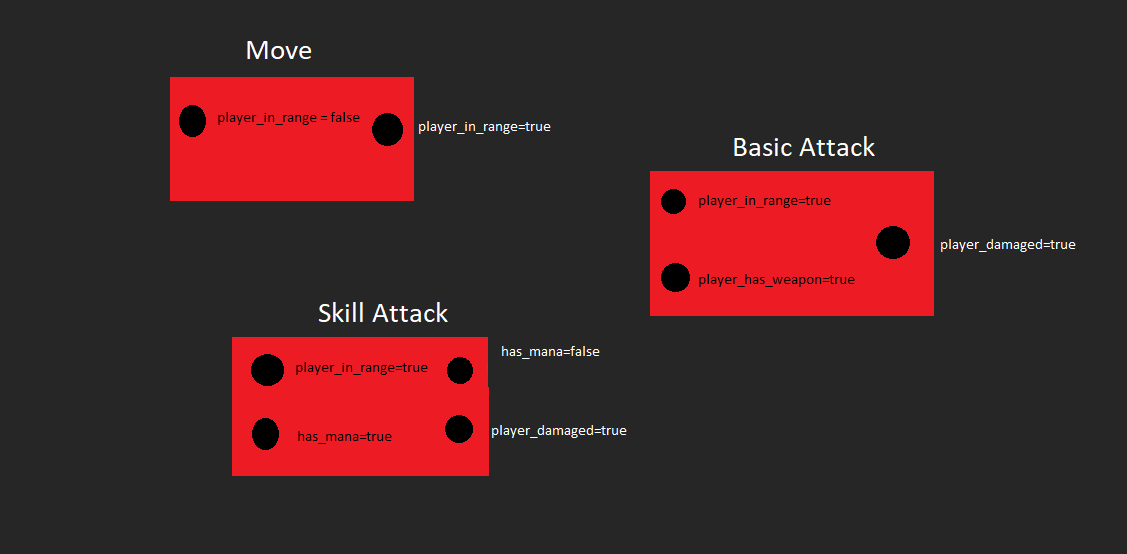 Move
player_in_range = false
player_in_range=true
Basic Attack
player_in_range=true
player_damaged=true
player_has_weapon=true
Skill Attack
has_mana=false
player_in_range=true
player_damaged=true
has_mana=true